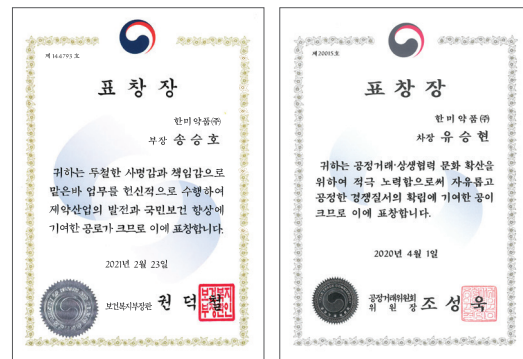 제 144793 호
표 창 장
한미약품(주)
부장 송승호
귀하는 투철한 사명감과 책임감으로
맡은바 업무를 헌신적으로 수행하여
제약산업의 발전과 국민보건 향상에
기여한 공로가 크므로 이에 표창합니다.
2021년 2월 23일
보건복지부장관 권덕철
제 20015 호
표 창 장
한미약품(주)
차장 유승현
귀하는 공정거래·상생협력 문화 확산을
위하여 적극 노력함으로써 자유롭고
공정한 경쟁질서의 확립에 기여한 공이
크므로 이에 표창합니다.
2020년 4월 1일
공정거래위원회
위 원 장 조성욱